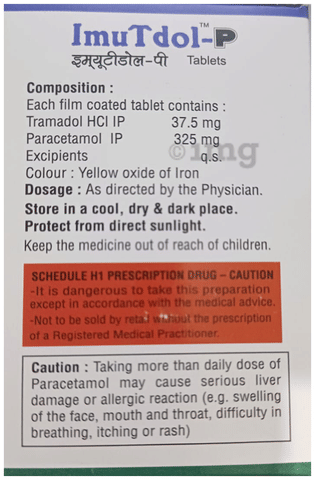 ImuTdol-P™
इम्यूटीडोल-पी Tablets
Composition :
Each film coated tablet contains :
Tramadol HCl IP 37.5 mg
Paracetamol IP 325 mg
Excipients q.s.
Colour : Yellow oxide of Iron
Dosage : As directed by the Physician.
Store in a cool, dry & dark place.
Protect from direct sunlight.
Keep the medicine out of reach of children.
SCHEDULE H1 PRESCRIPTION DRUG – CAUTION
-It is dangerous to take this preparation
except in accordance with the medical advice.
-Not to be sold by retail without the prescription
of a Registered Medical Practitioner.
Caution : Taking more than daily dose of
Paracetamol may cause serious liver
damage or allergic reaction (e.g. swelling
of the face, mouth and throat, difficulty in
breathing, itching or rash)